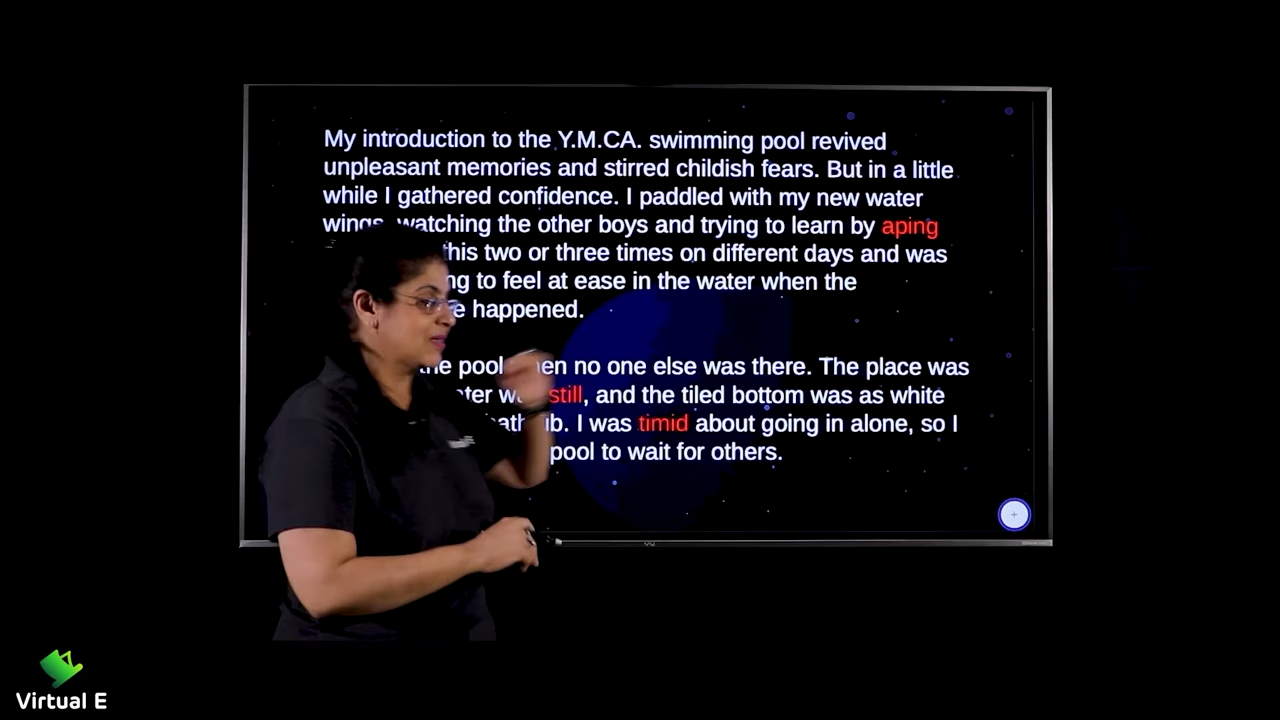 My introduction to the Y.M.CA. swimming pool revived
unpleasant memories and stirred childish fears. But in a little
while I gathered confidence. I paddled with my new water
wings, watching the other boys and trying to learn by aping
this two or three times on different days and was
to feel at ease in the water when the
happened.
the pool no one else was there. The place was
still, and the tiled bottom was as white
I was timid about going in alone, so I
pool to wait for others.
Virtual E